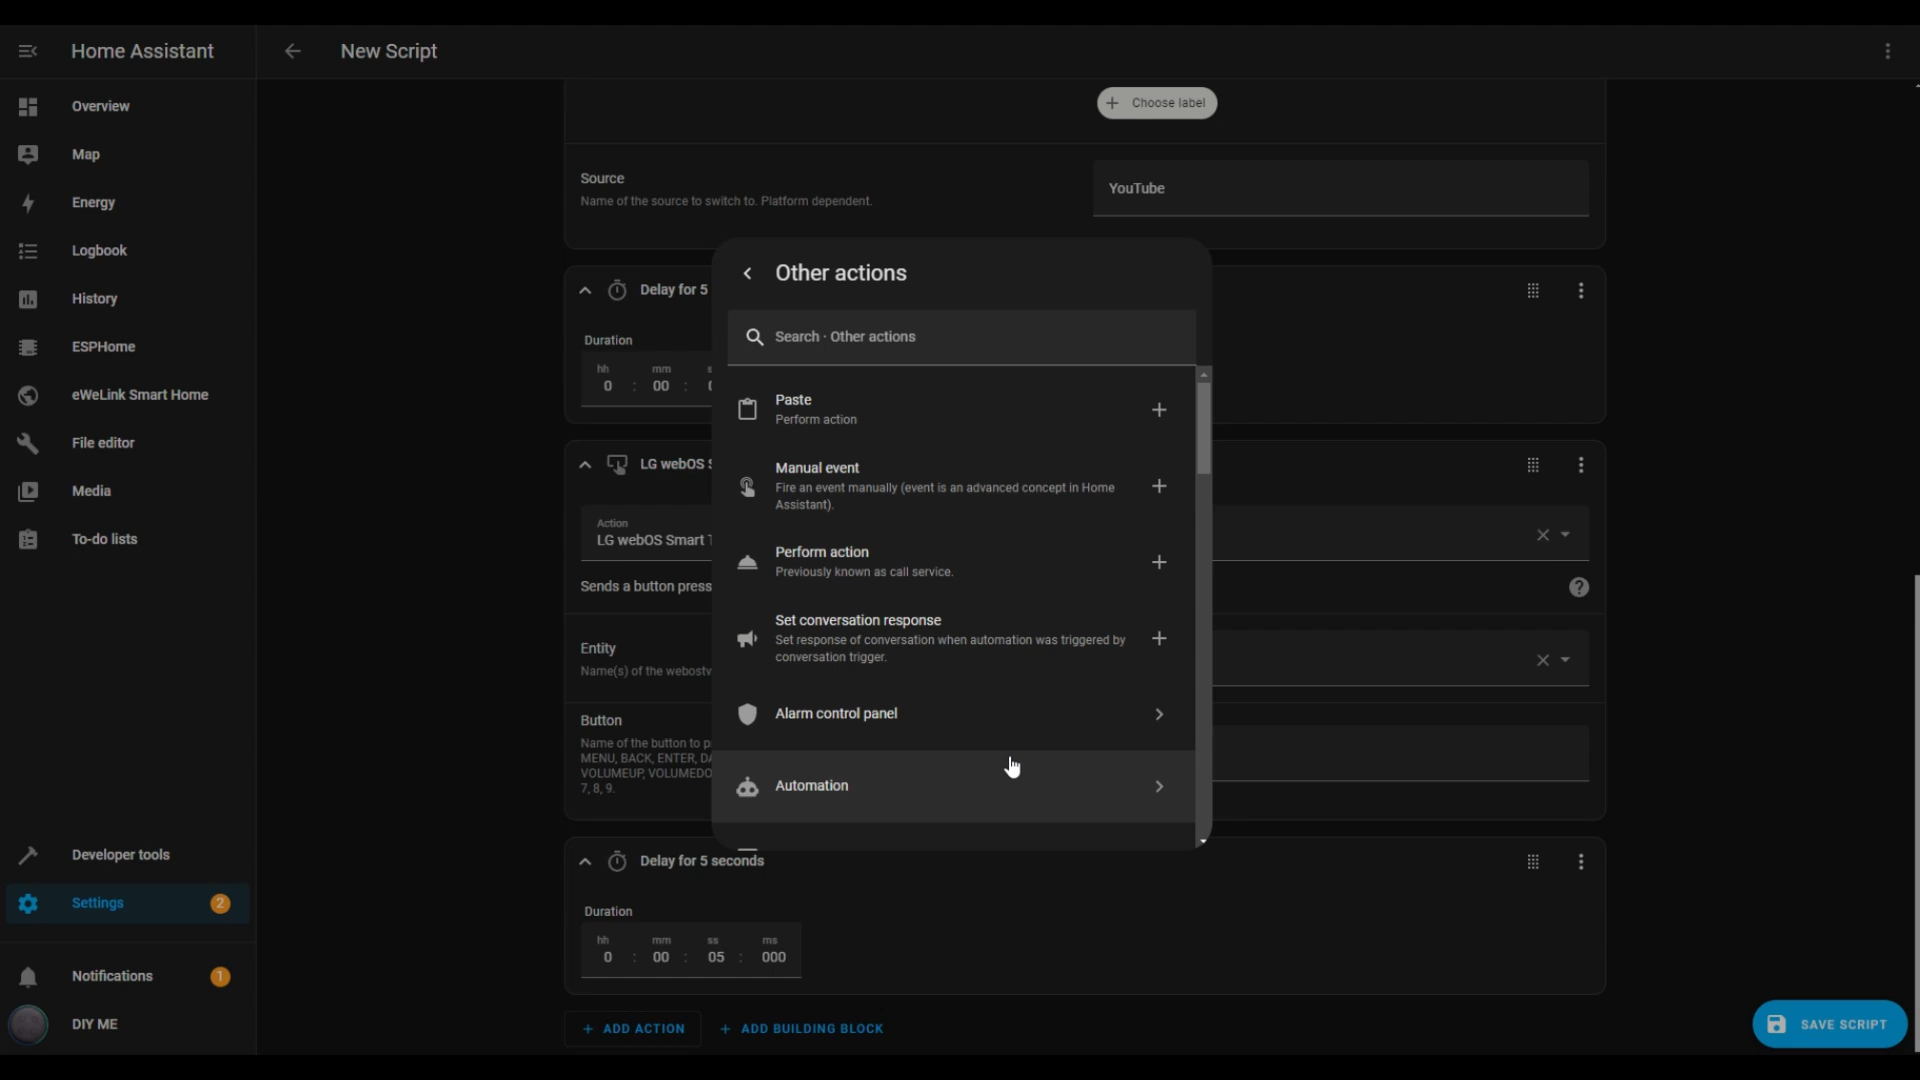 Home Assistant
New Script
Overview
Map
Energy
Logbook
History
ESPHome
eWeLink Smart Home
File editor
Media
To-do lists
Developer tools
Settings
2
Notifications
1
DIY ME
Choose label
Source
Name of the source to switch to. Platform dependent.
YouTube
Delay for 5
Duration
hh mm
0 : 00 :
LG webOS
Action
LG webOS Smart
Sends a button press
Entity
Name(s) of the webostv
Button
Name of the button to
MENU, BACK, ENTER,
VOLUMEUP, VOLUMEDO
7, 8, 9.
Other actions
Search · Other actions
Paste
Perform action
Manual event
Fire an event manually (event is an advanced concept in Home
Assistant).
Perform action
Previously known as call service.
Set conversation response
Set response of conversation when automation was triggered by
conversation trigger.
Alarm control panel
Automation
Delay for 5 seconds
Duration
hh mm ss ms
0 : 00 : 05 : 000
+ ADD ACTION
+ ADD BUILDING BLOCK
SAVE SCRIPT